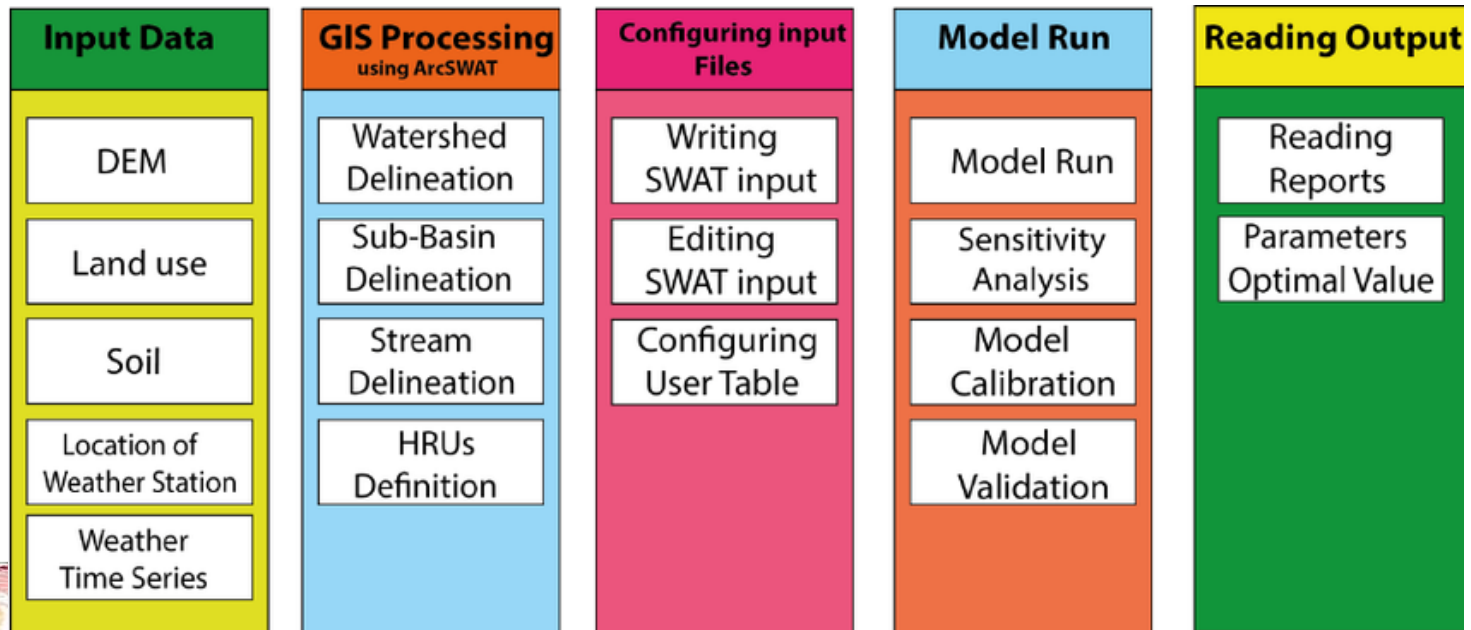 Input Data
DEM
Land use
Soil
Location of
Weather Station
Weather
Time Series
GIS Processing
using ArcSWAT
Watershed
Delineation
Sub-Basin
Delineation
Stream
Delineation
HRUs
Definition
Configuring input
Files
Writing
SWAT input
Editing
SWAT input
Configuring
User Table
Model Run
Model Run
Sensitivity
Analysis
Model
Calibration
Model
Validation
Reading Output
Reading
Reports
Parameters
Optimal Value